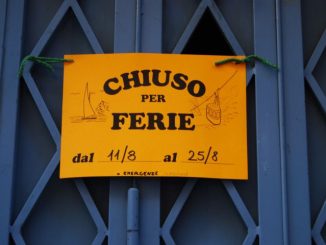 CHIUSO
PER
FERIE
dal 11/8 al 25/8